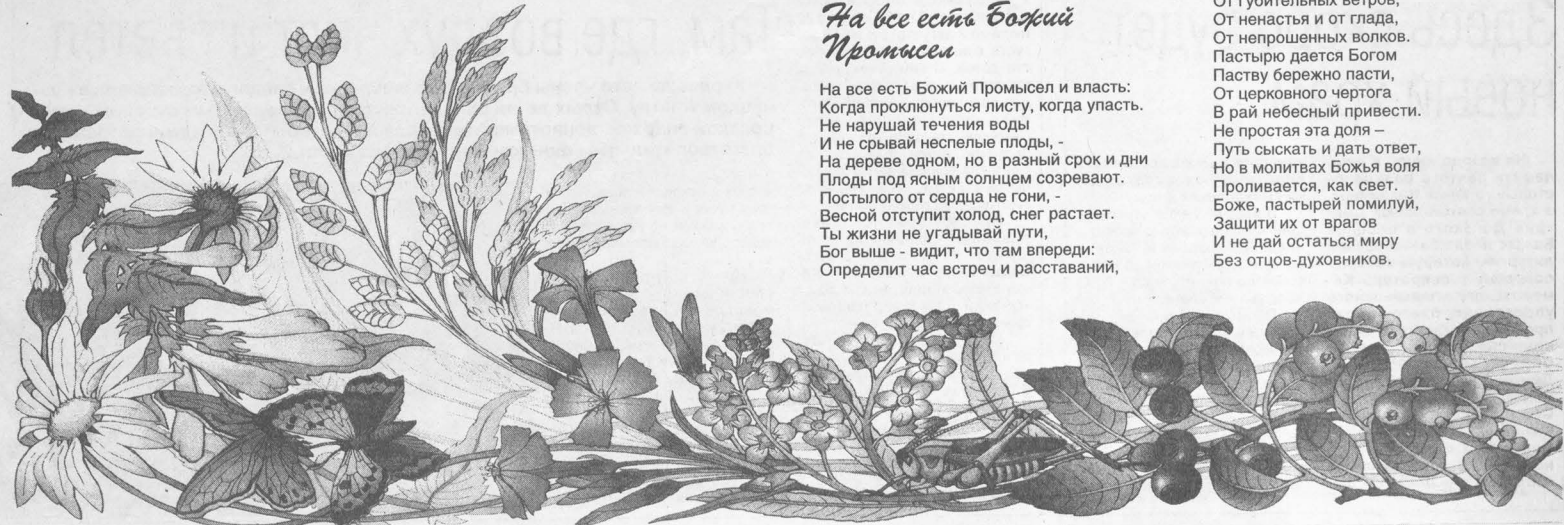 На все есть Божий
Промысел
На все есть Божий Промысел и власть:
Когда проклюнуться листу, когда упасть.
Не нарушай течения воды
И не срывай неспелые плоды, -
На дереве одном, но в разный срок и дни
Плоды под ясным солнцем созревают.
Постылого от сердца не гони, -
Весной отступит холод, снег растает.
Ты жизни не угадывай пути,
Бог выше - видит, что там впереди:
Определит час встреч и расставаний,
От губительных ветров,
От ненастья и от глада,
От непрошенных волков.
Пастырю дается Богом
Паству бережно пасти,
От церковного чертога
В рай небесный привести.
Не простая эта доля –
Путь сыскать и дать ответ,
Но в молитвах Божья воля
Проливается, как свет.
Боже, пастырей помилуй,
Защити их от врагов
И не дай остаться миру
Без отцов-духовников.